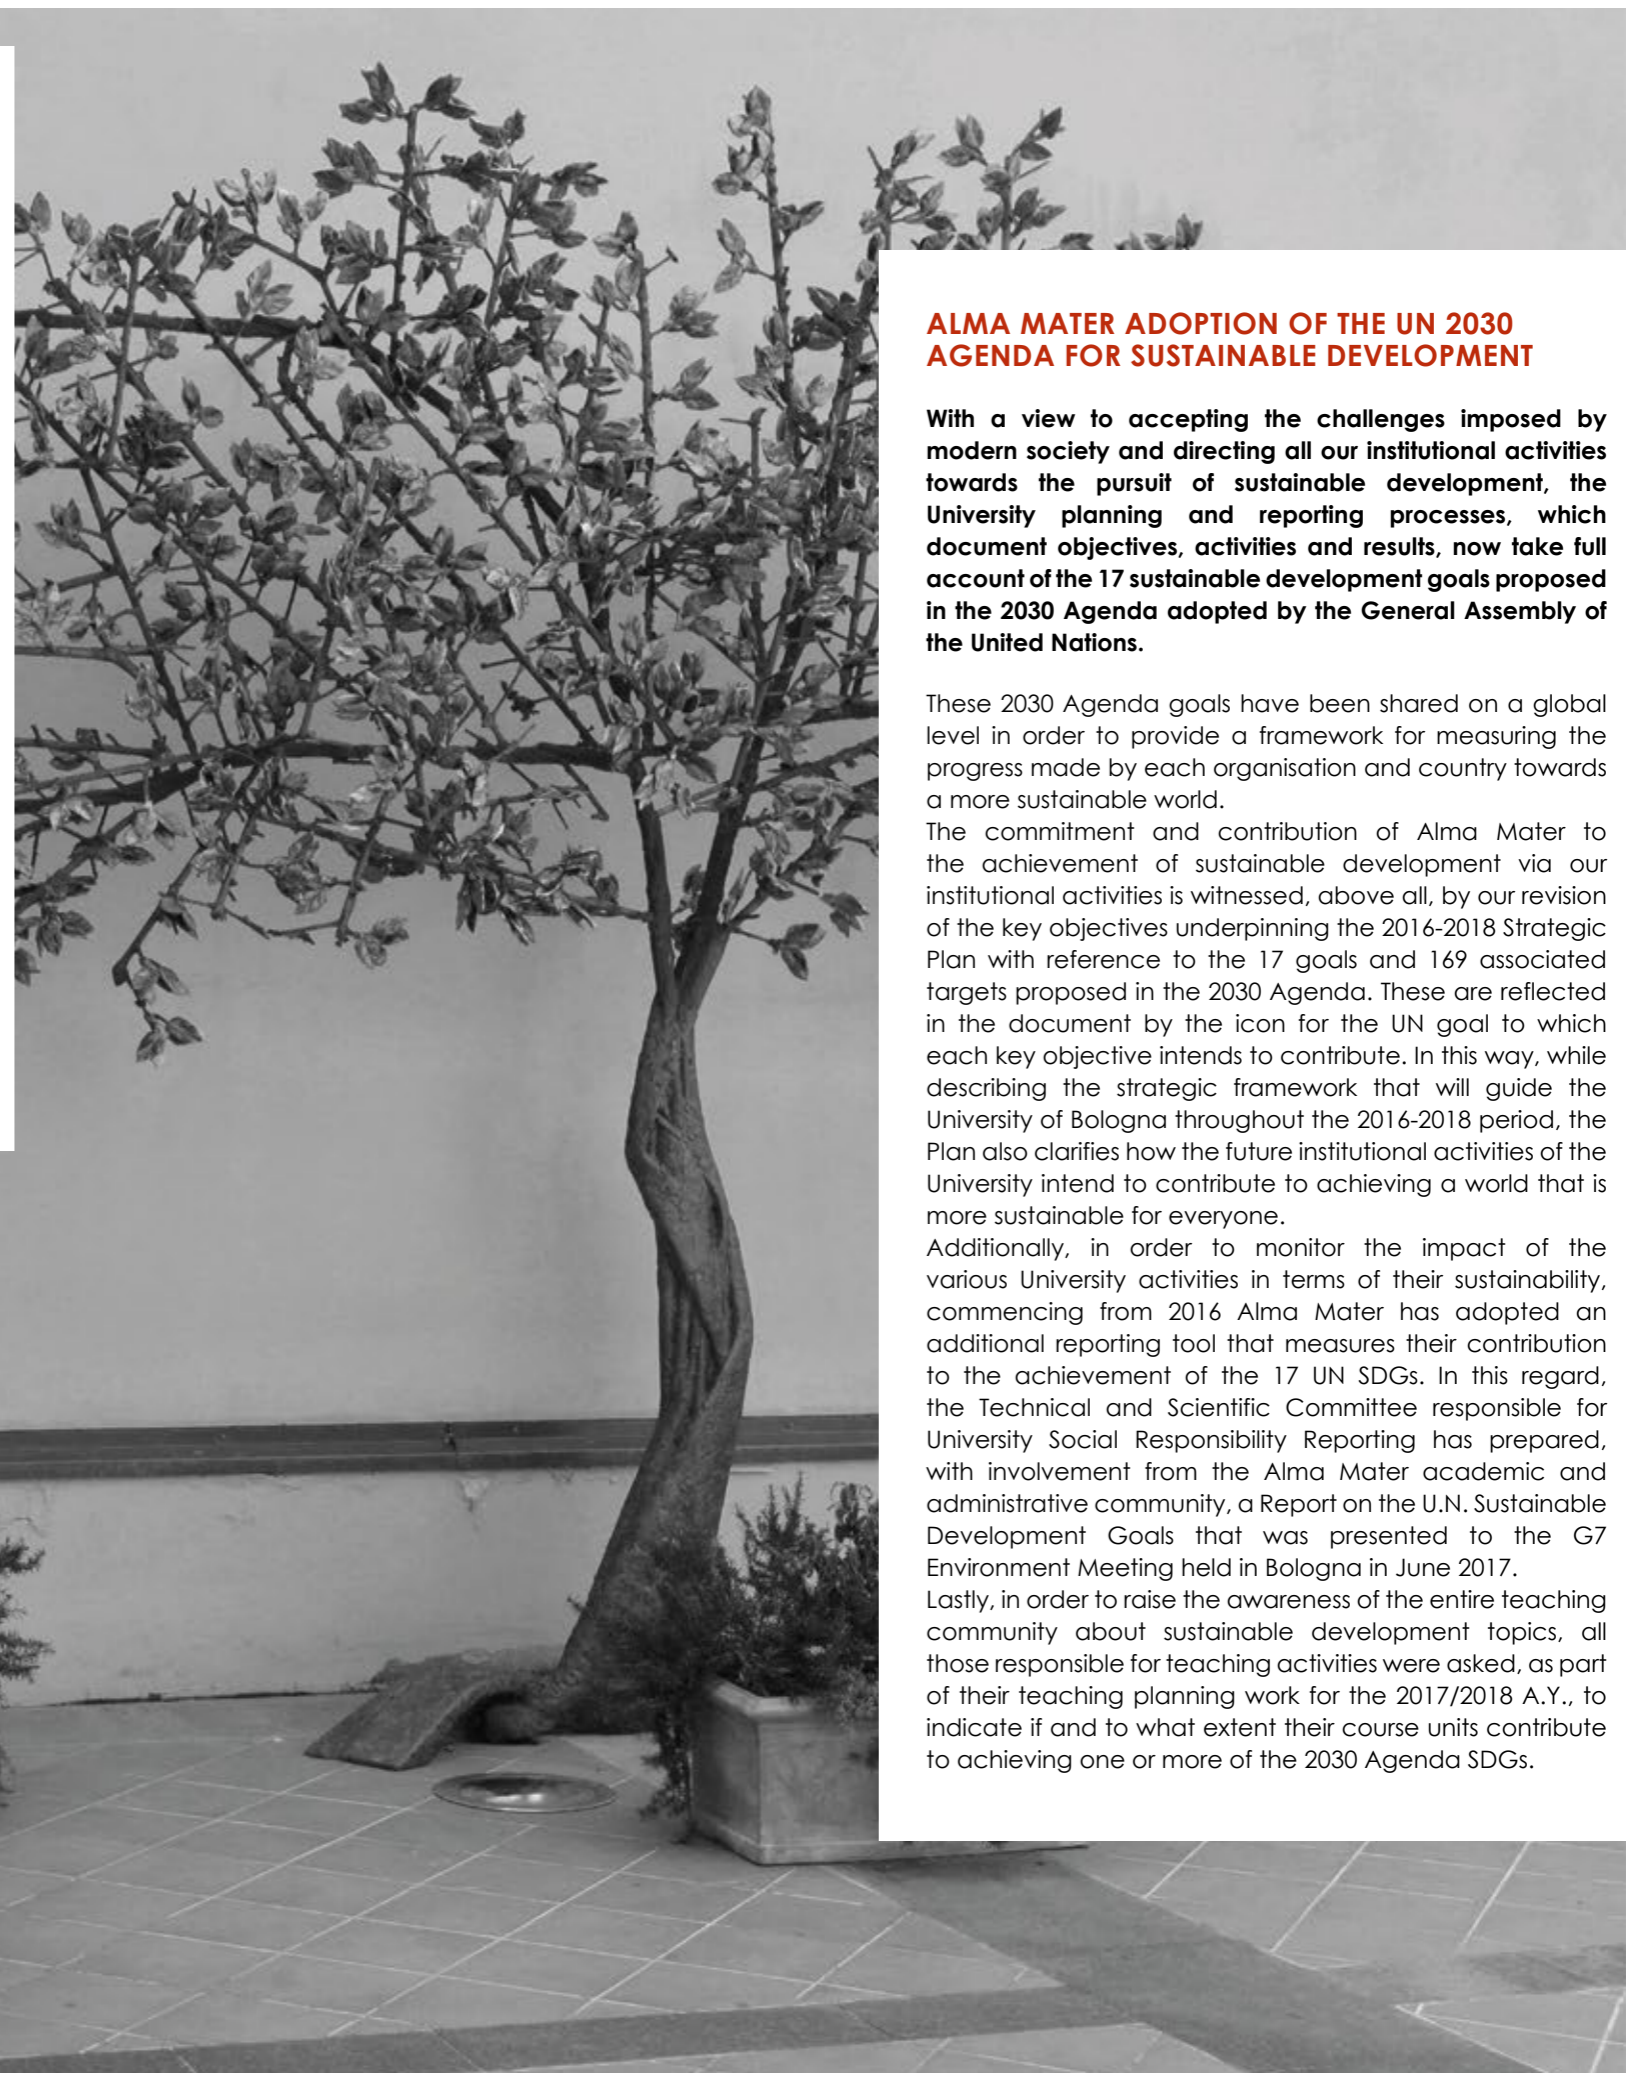 ALMA MATER ADOPTION OF THE UN 2030
AGENDA FOR SUSTAINABLE DEVELOPMENT
With a view to accepting the challenges imposed by
modern society and directing all our institutional activities
towards the pursuit of sustainable development, the
University planning and reporting processes, which
document objectives, activities and results, now take full
account of the 17 sustainable development goals proposed
in the 2030 Agenda adopted by the General Assembly of
the United Nations.
These 2030 Agenda goals have been shared on a global
level in order to provide a framework for measuring the
progress made by each organisation and country towards
a more sustainable world.
The commitment and contribution of Alma Mater to
the achievement of sustainable development via our
institutional activities is witnessed, above all, by our revision
of the key objectives underpinning the 2016-2018 Strategic
Plan with reference to the 17 goals and 169 associated
targets proposed in the 2030 Agenda. These are reflected
in the document by the icon for the UN goal to which
each key objective intends to contribute. In this way, while
describing the strategic framework that will guide the
University of Bologna throughout the 2016-2018 period, the
Plan also clarifies how the future institutional activities of the
University intend to contribute to achieving a world that is
more sustainable for everyone.
Additionally, in order to monitor the impact of the
various University activities in terms of their sustainability,
commencing from 2016 Alma Mater has adopted an
additional reporting tool that measures their contribution
to the achievement of the 17 UN SDGs. In this regard,
the Technical and Scientific Committee responsible for
University Social Responsibility Reporting has prepared,
with involvement from the Alma Mater academic and
administrative community, a Report on the U.N. Sustainable
Development Goals that was presented to the G7
Environment Meeting held in Bologna in June 2017.
Lastly, in order to raise the awareness of the entire teaching
community about sustainable development topics, all
those responsible for teaching activities were asked, as part
of their teaching planning work for the 2017/2018 A.Y., to
indicate if and to what extent their course units contribute
to achieving one or more of the 2030 Agenda SDGs.